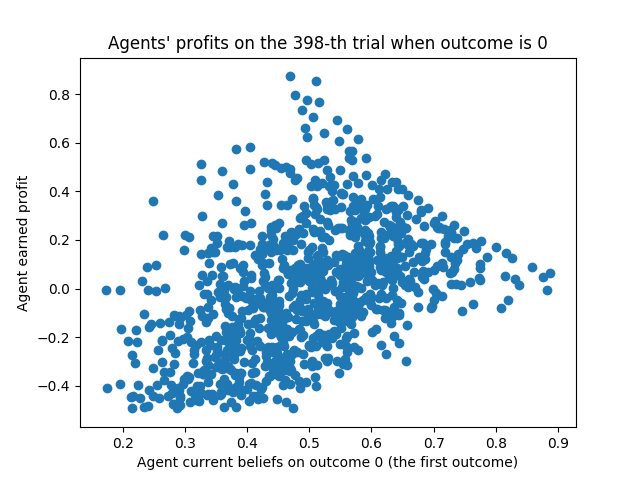 Agents' profits on the 398-th trial when outcome is 0
Agent earned profit
0.8
0.6
0.4
0.2
0.0
−0.2
−0.4
0.2 0.3 0.4 0.5 0.6 0.7 0.8 0.9
Agent current beliefs on outcome 0 (the first outcome)